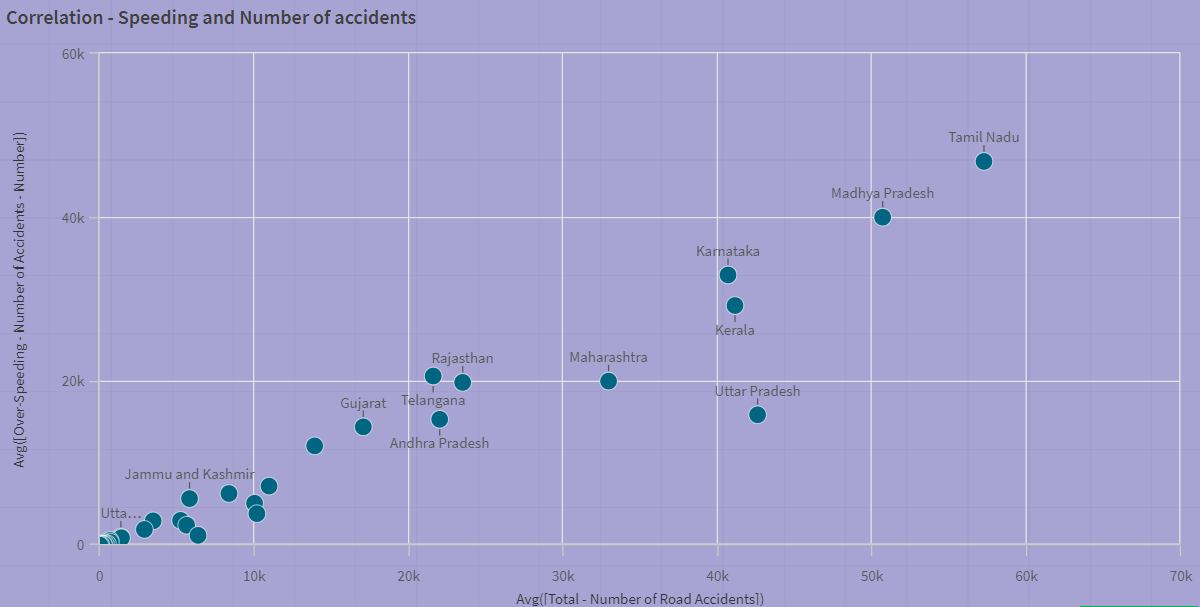 Correlation - Speeding and Number of accidents
Avg([Over-Speeding - Number of Accidents - Number])
60k
40k
20k
0
Tamil Nadu
Madhya Pradesh
Karnataka
Kerala
Rajasthan
Maharashtra
Uttar Pradesh
Telangana
Gujarat
Andhra Pradesh
Jammu and Kashmir
Utta...
0
10k
20k
30k
40k
50k
60k
70k
Avg([Total - Number of Road Accidents])